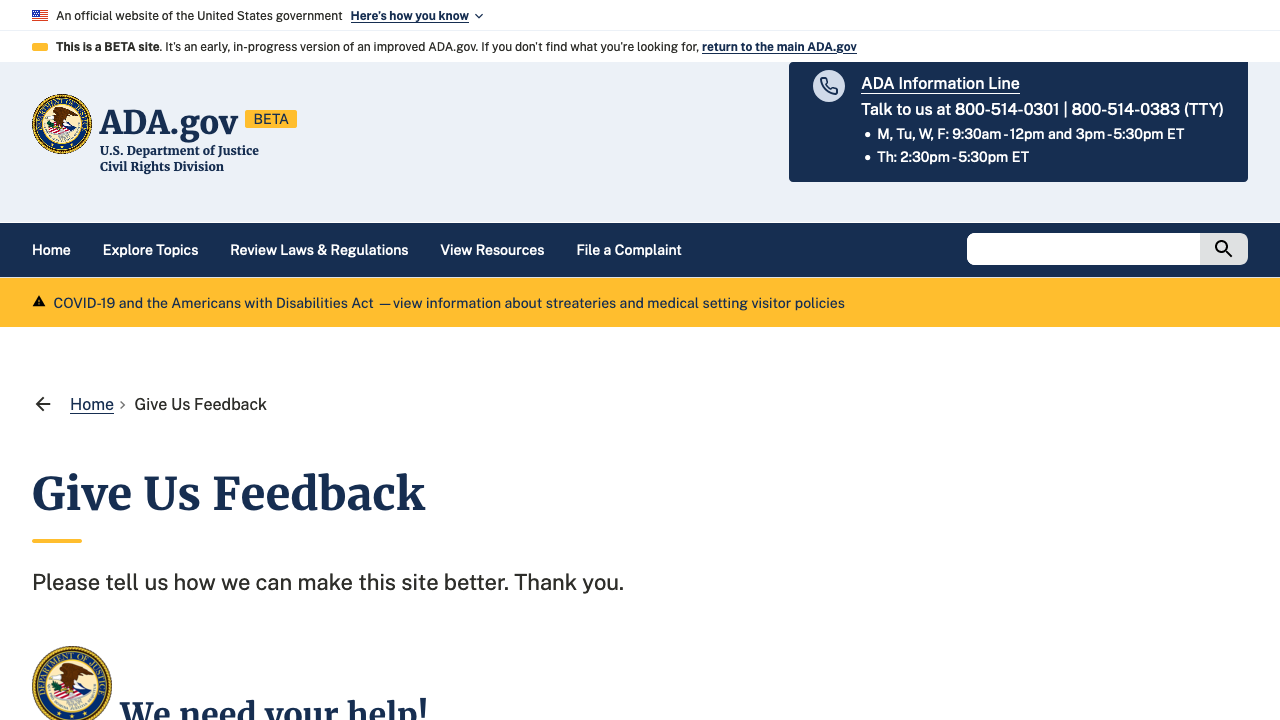 An official website of the United States government Here's how you know
This is a BETA site. It's an early, in-progress version of an improved ADA.gov. If you don't find what you're looking for, return to the main ADA.gov
ADA.gov BETA
U.S. Department of Justice
Civil Rights Division
ADA Information Line
Talk to us at 800-514-0301 | 800-514-0383 (TTY)
• M, Tu, W, F: 9:30am - 12pm and 3pm - 5:30pm ET
• Th: 2:30pm - 5:30pm ET
Home Explore Topics Review Laws & Regulations View Resources File a Complaint
COVID-19 and the Americans with Disabilities Act —view information about streateries and medical setting visitor policies
Home > Give Us Feedback
Give Us Feedback
Please tell us how we can make this site better. Thank you.
We need your help!